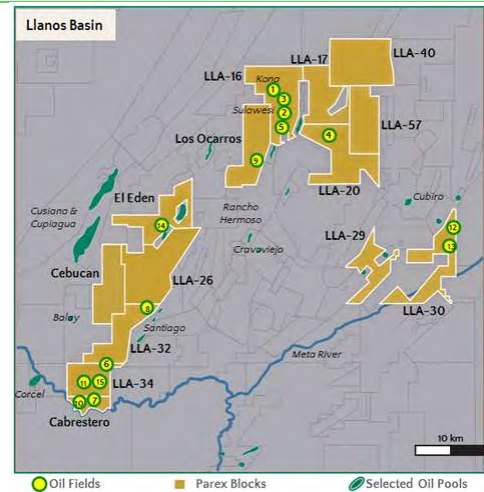 Llanos Basin
LLA-40
LLA-17
LLA-16
Kona
1
3
Sulawesi
2
5
LLA-57
4
Los Ocarros
9
LLA-20
El Eden
Cusiana &
Cupiagua
14
Rancho
Hermoso
Cubiro
12
13
LLA-29
Cravoviejo
Cebucan
LLA-26
LLA-30
8
Balay
Santiago
LLA-32
Meta River
6
11
15
LLA-34
Corcel
10
7
Cabrestero
10 km
Oil Fields
Parex Blocks
Selected Oil Pools